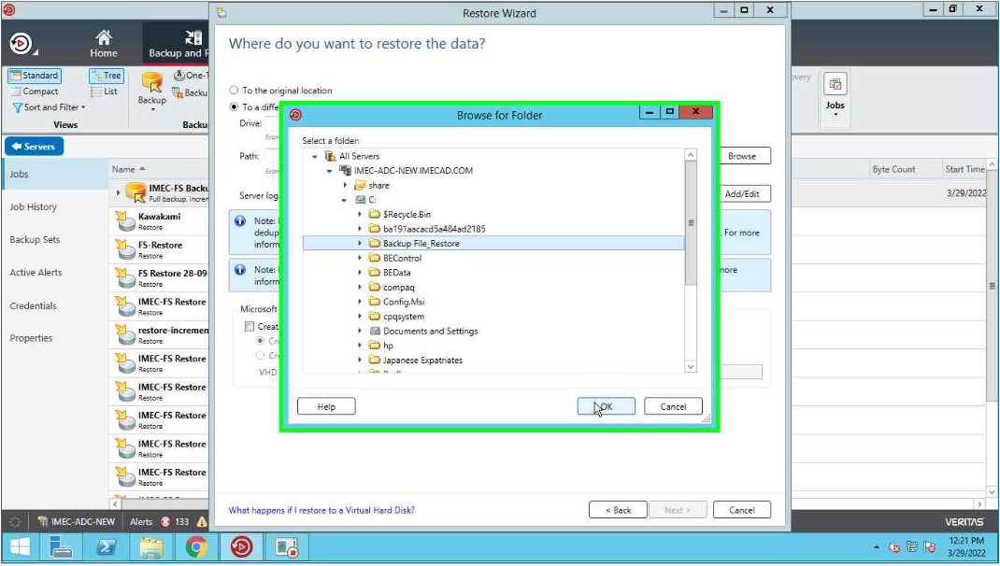 Restore Wizard
Home
Backup and R
Standard
Compact
Sort and Filter
Views
Tree
List
Backup
One-T
Backu
Backu
overy
Jobs
Servers
Jobs
Job History
Backup Sets
Active Alerts
Credentials
Properties
Name
Byte Count
Start Time
IMEC-FS Backu
Full backup, Increm
3/29/2022
Kawakami
Restore
FS-Restore
Restore
FS Restore 28-09
Restore
IMEC-FS Restore
Restore
restore-incremen
Restore
IMEC-FS Restore
Restore
IMEC-FS Restore
Restore
IMEC-FS Restore
Restore
IMEC-FS Restore
Restore
IMEC-FS Restore
Restore
Where do you want to restore the data?
To the original location
To a diffe
Drive:
Exam
Path:
Exam
Browse
Server log
Add/Edit
Note:
dedup
inform
. For more
Note:
inform
more
Microsoft
Create
Cre
Cre
VHD
Browse for Folder
Select a folder:
All Servers
IMEC-ADC-NEW.IMECAD.COM
share
C:
$Recycle.Bin
ba191aacacd5a484ad2185
Backup File_Restore
BEControl
BEData
compaq
Config.Msi
cpqsystem
Documents and Settings
hp
Japanese Expatriates
Help
OK
Cancel
What happens if I restore to a Virtual Hard Disk?
< Back
Next >
Cancel
IMEC-ADC-NEW
Alerts
133
VERITAS
12:21 PM
3/29/2022